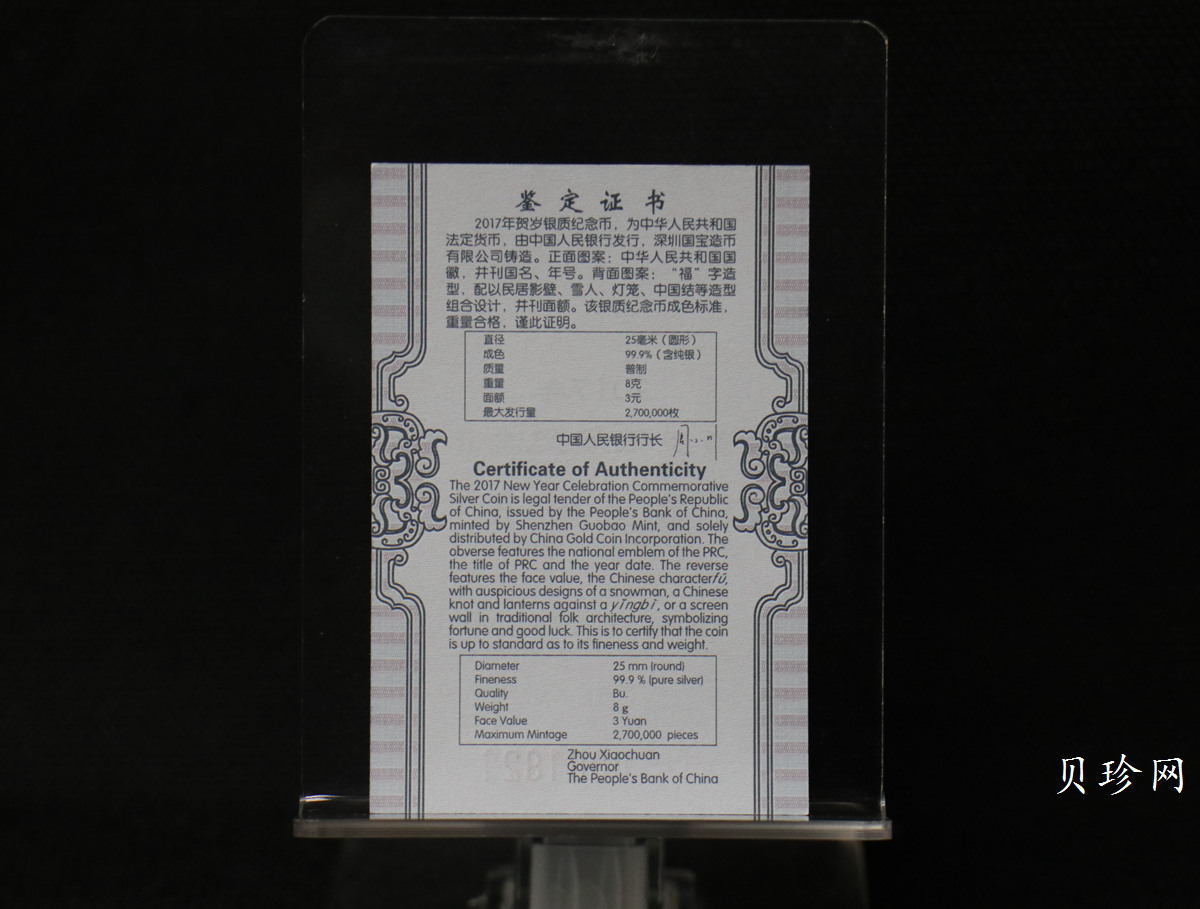 鉴定证书
2017年贺岁银质纪念币，为中华人民共和国
法定货币，由中国人民银行发行，深圳国宝造币
有限公司铸造。正面图案：中华人民共和国国
徽，并刊国名、年号。背面图案：“福”字造
型，配以民居影壁、雪人、灯笼、中国结等造型
组合设计，并刊面额。该银质纪念币成色标准，
重量合格，谨此证明。
直径 25毫米（圆形）
成色 99.9%（含纯银）
质量 普制
重量 8克
面额 3元
最大发行量 2,700,000枚
中国人民银行行长 周小川
Certificate of Authenticity
The 2017 New Year Celebration Commemorative
Silver Coin is legal tender of the People's Republic
of China, issued by the People's Bank of China,
minted by Shenzhen Guobao Mint, and solely
distributed by China Gold Coin Incorporation. The
obverse features the national emblem of the PRC,
the title of PRC and the year date. The reverse
features the face value, the Chinese characterfú,
with auspicious designs of a snowman, a Chinese
knot and lanterns against a yǐngbì, or a screen
wall in traditional folk architecture, symbolizing
fortune and good luck. This is to certify that the coin
is up to standard as to its fineness and weight.
Diameter 25 mm (round)
Fineness 99.9 % (pure silver)
Quality Bu.
Weight 8 g
Face Value 3 Yuan
Maximum Mintage 2,700,000 pieces
Zhou Xiaochuan
Governor
The People's Bank of China
贝珍网